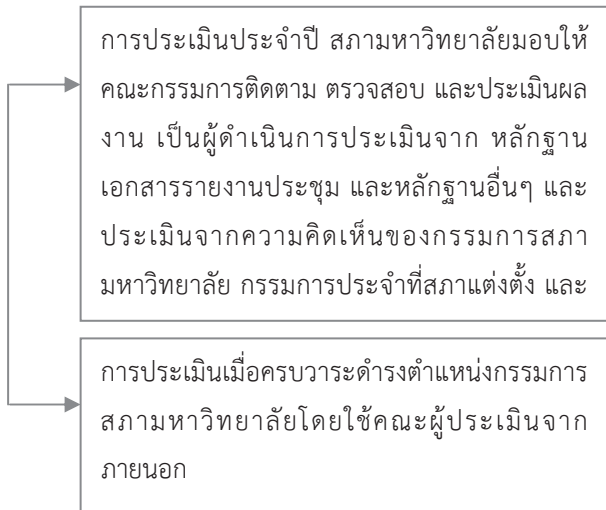 การประเมินประจำปี สภามหาวิทยาลัยมอบให้
คณะกรรมการติดตาม ตรวจสอบ และประเมินผล
งาน เป็นผู้ดำเนินการประเมินจาก หลักฐาน
เอกสารรายงานประชุม และหลักฐานอื่นๆ และ
ประเมินจากความคิดเห็นของกรรมการสภา
มหาวิทยาลัย กรรมการประจำที่สภาแต่งตั้ง และ
การประเมินเมื่อครบวาระดำรงตำแหน่งกรรมการ
สภามหาวิทยาลัยโดยใช้คณะผู้ประเมินจาก
ภายนอก